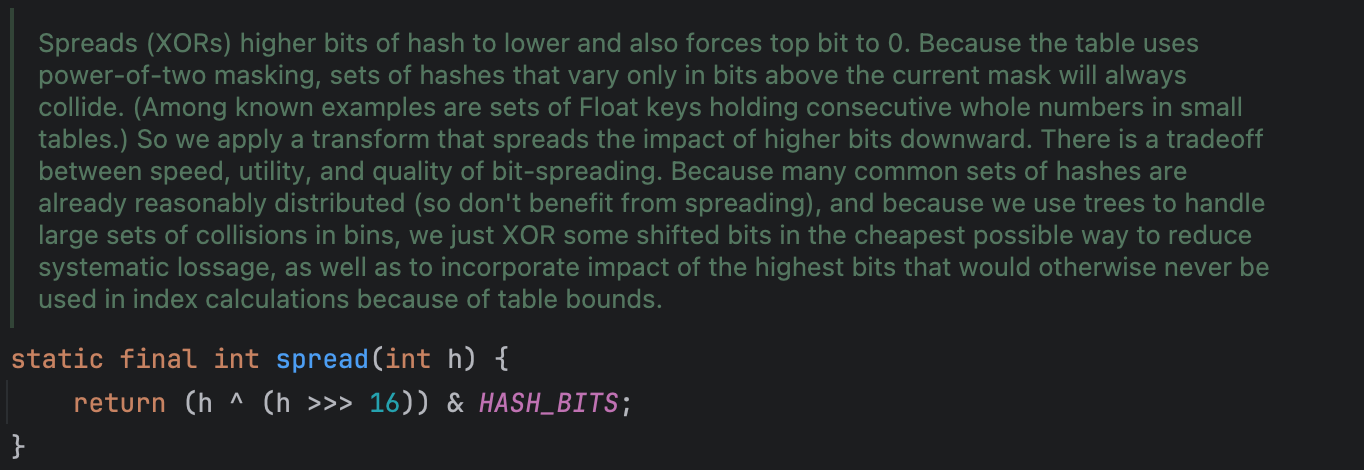 Spreads (XORs) higher bits of hash to lower and also forces top bit to 0. Because the table uses
power-of-two masking, sets of hashes that vary only in bits above the current mask will always
collide. (Among known examples are sets of Float keys holding consecutive whole numbers in small
tables.) So we apply a transform that spreads the impact of higher bits downward. There is a tradeoff
between speed, utility, and quality of bit-spreading. Because many common sets of hashes are
already reasonably distributed (so don't benefit from spreading), and because we use trees to handle
large sets of collisions in bins, we just XOR some shifted bits in the cheapest possible way to reduce
systematic lossage, as well as to incorporate impact of the highest bits that would otherwise never be
used in index calculations because of table bounds.
static final int spread(int h) {
    return (h ^ (h >>> 16)) & HASH_BITS;
}